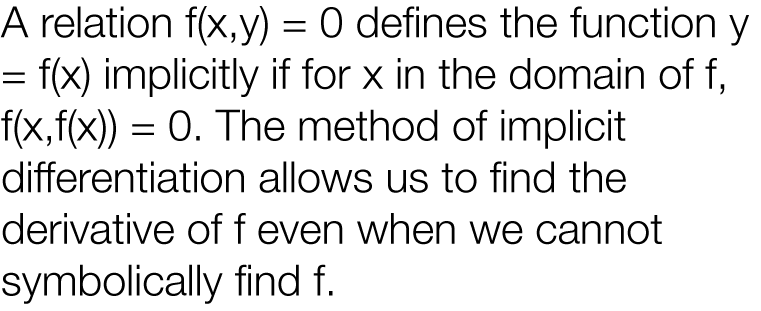 A relation f(x,y) = 0 defines the function y
= f(x) implicitly if for x in the domain of f,
f(x,f(x)) = 0. The method of implicit
differentiation allows us to find the
derivative of f even when we cannot
symbolically find f.